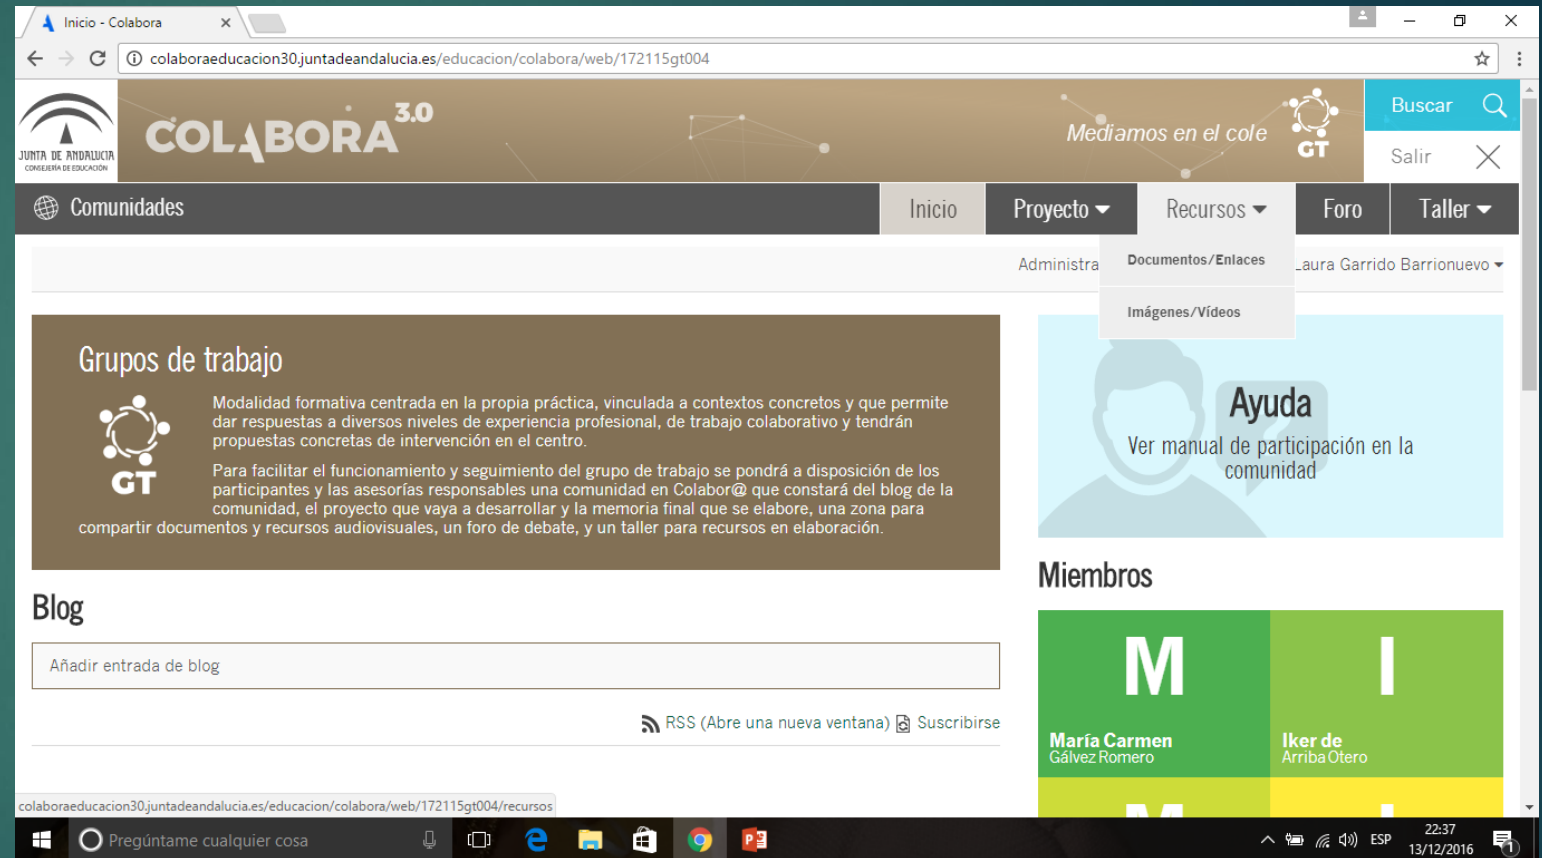 Inicio - Colabora
colaboraeducacion30.juntadeandalucia.es/educacion/colabora/web/172115gt004
JUNTA DE ANDALUCIA
CONSEJERÍA DE EDUCACIÓN
COLABORA 3.0
Mediamos en el cole
GT
Buscar
Salir
Comunidades
Inicio
Proyecto
Recursos
Foro
Taller
Administra
Documentos/Enlaces
Laura Garrido Barrionuevo
Imágenes/Vídeos
Grupos de trabajo
GT
Modalidad formativa centrada en la propia práctica, vinculada a contextos concretos y que permite
dar respuestas a diversos niveles de experiencia profesional, de trabajo colaborativo y tendrán
propuestas concretas de intervención en el centro.
Para facilitar el funcionamiento y seguimiento del grupo de trabajo se pondrá a disposición de los
participantes y las asesorías responsables una comunidad en Colabor@ que constará del blog de la
comunidad, el proyecto que vaya a desarrollar y la memoria final que se elabore, una zona para
compartir documentos y recursos audiovisuales, un foro de debate, y un taller para recursos en elaboración.
Ayuda
Ver manual de participación en la
comunidad
Blog
Añadir entrada de blog
RSS (Abre una nueva ventana) Suscribirse
Miembros
M
María Carmen
Gálvez Romero
I
Iker de
Arriba Otero
colaboraeducacion30.juntadeandalucia.es/educacion/colabora/web/172115gt004/recursos
Pregúntame cualquier cosa
ESP
22:37
13/12/2016
1